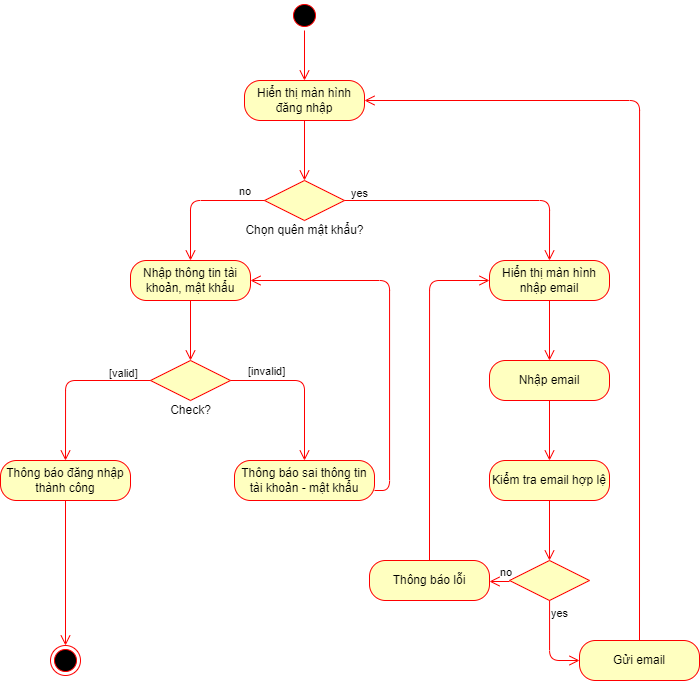 Hiển thị màn hình
đăng nhập
no
yes
Chọn quên mật khẩu?
Nhập thông tin tài
khoản, mật khẩu
Hiển thị màn hình
nhập email
[valid]
[invalid]
Check?
Nhập email
Thông báo đăng nhập
thành công
Thông báo sai thông tin
tài khoản - mật khẩu
Kiểm tra email hợp lệ
Thông báo lỗi
no
yes
Gửi email